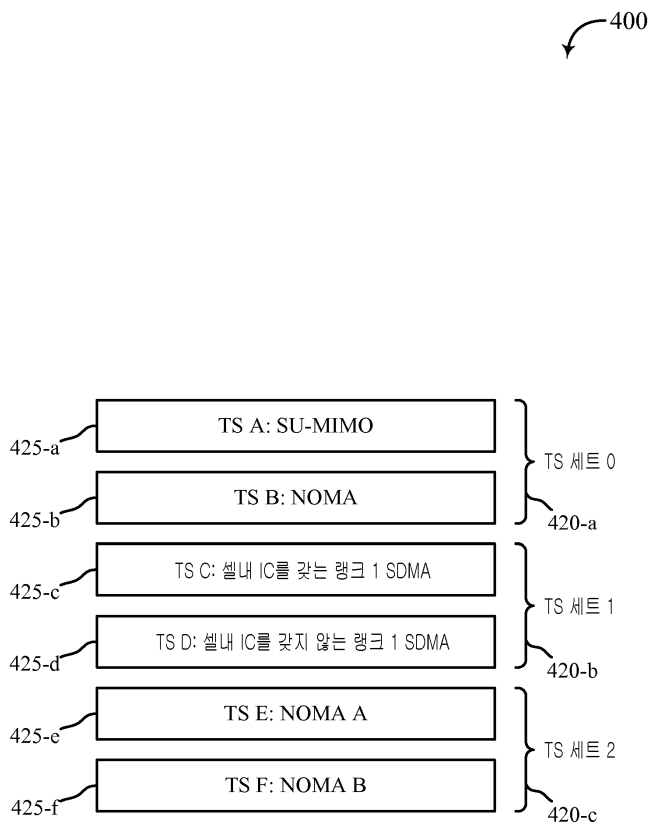 400
TS A: SU-MIMO
425-a
TS 세트 0
TS B: NOMA
425-b
420-a
TS C: 셀내 IC를 갖는 랭크 1 SDMA
425-c
TS 세트 1
TS D: 셀내 IC를 갖지 않는 랭크 1 SDMA
425-d
420-b
TS E: NOMA A
425-e
TS 세트 2
TS F: NOMA B
425-f
420-c